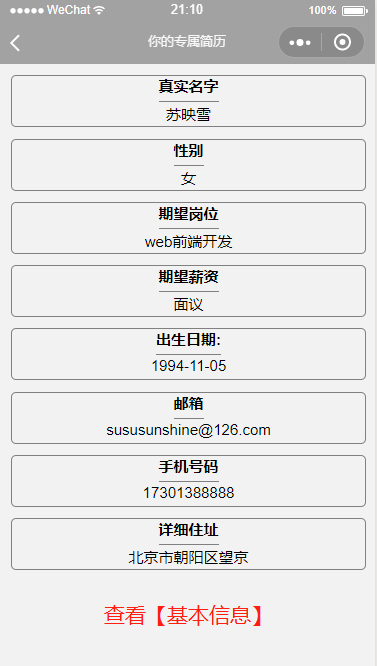 WeChat 21:10 100%
你的专属简历
真实名字
苏映雪
性别
女
期望岗位
web前端开发
期望薪资
面议
出生日期:
1994-11-05
邮箱
sususunshine@126.com
手机号码
17301388888
详细住址
北京市朝阳区望京
查看【基本信息】